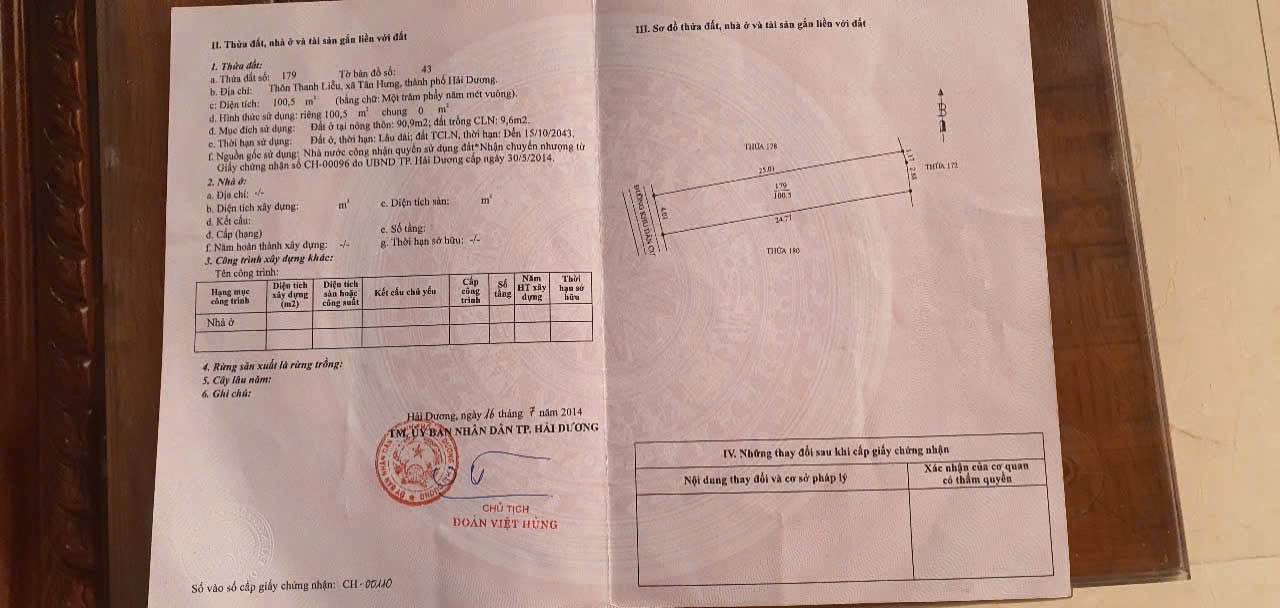 II. Thửa đất, nhà ở và tài sản gắn liền với đất
1. Thửa đất:
a. Thửa đất số: 179 Tờ bản đồ số: 43
b. Địa chỉ: Thôn Thanh Liễu, xã Tân Hưng, thành phố Hải Dương.
c: Diện tích: 100,5 m² (bằng chữ: Một trăm phẩy năm mét vuông).
d. Hình thức sử dụng: riêng 100,5 m² chung 0 m²
đ. Mục đích sử dụng: Đất ở tại nông thôn: 90,9m2; đất trồng CLN: 9,6m2.
e. Thời hạn sử dụng: Đất ở, thời hạn: Lâu dài; đất TCLN, thời hạn: Đến 15/10/2043.
f. Nguồn gốc sử dụng: Nhà nước công nhận quyền sử dụng đất*Nhận chuyển nhượng từ
Giấy chứng nhận số CH-00096 do UBND TP. Hải Dương cấp ngày 30/5/2014.
2. Nhà ở:
a. Địa chỉ: -/-
b. Diện tích xây dựng: m² c. Diện tích sàn: m²
d. Kết cấu:
đ. Cấp (hạng) e. Số tầng:
f. Năm hoàn thành xây dựng: -/- g. Thời hạn sở hữu: -/-
3. Công trình xây dựng khác:
Tên công trình:
Hạng mục công trình Diện tích xây dựng (m2) Diện tích sàn hoặc công suất Kết cấu chủ yếu Cấp công trình Số tầng Năm HT xây dựng Thời hạn sở hữu
Nhà ở
4. Rừng sản xuất là rừng trồng:
5. Cây lâu năm:
6. Ghi chú:
Hải Dương, ngày 16 tháng 7 năm 2014
TM. ỦY BAN NHÂN DÂN TP. HẢI DƯƠNG
CHỦ TỊCH
ĐOÀN VIỆT HÙNG
Số vào sổ cấp giấy chứng nhận: CH-00110
III. Sơ đồ thửa đất, nhà ở và tài sản gắn liền với đất
B
THỬA 178
THỬA 172
25.01
1.17
2.88
179
100.5
4.01
24.71
ĐƯỜNG KHU DÂN CƯ
THỬA 180
IV. Những thay đổi sau khi cấp giấy chứng nhận
Nội dung thay đổi và cơ sở pháp lý Xác nhận của cơ quan có thẩm quyền